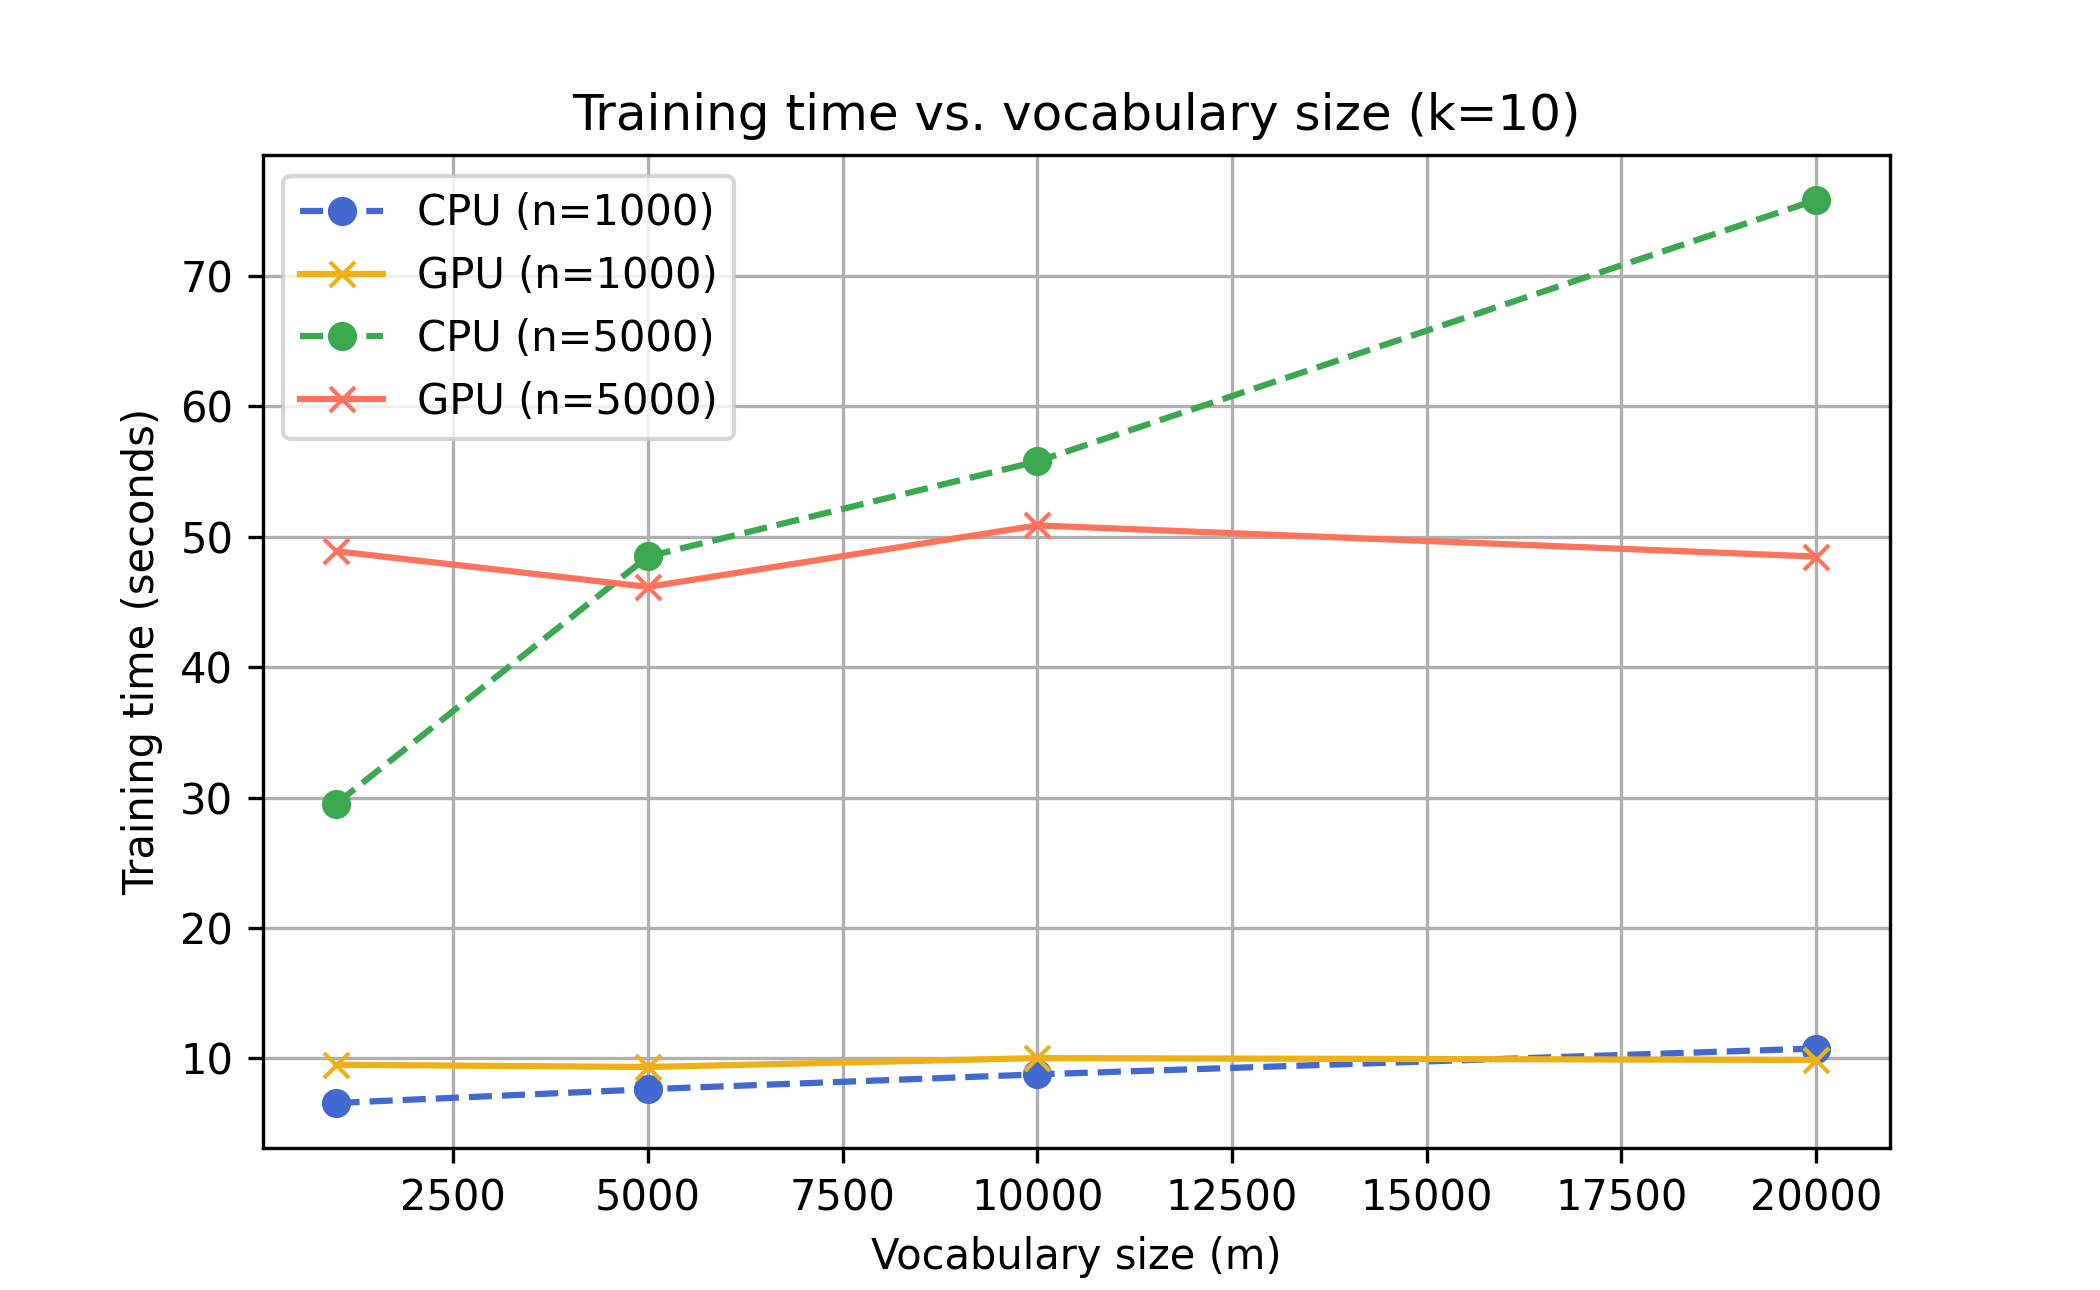 Training time vs. vocabulary size (k=10)
CPU (n=1000)
GPU (n=1000)
CPU (n=5000)
GPU (n=5000)
Training time (seconds)
70
60
50
40
30
20
10
2500 5000 7500 10000 12500 15000 17500 20000
Vocabulary size (m)